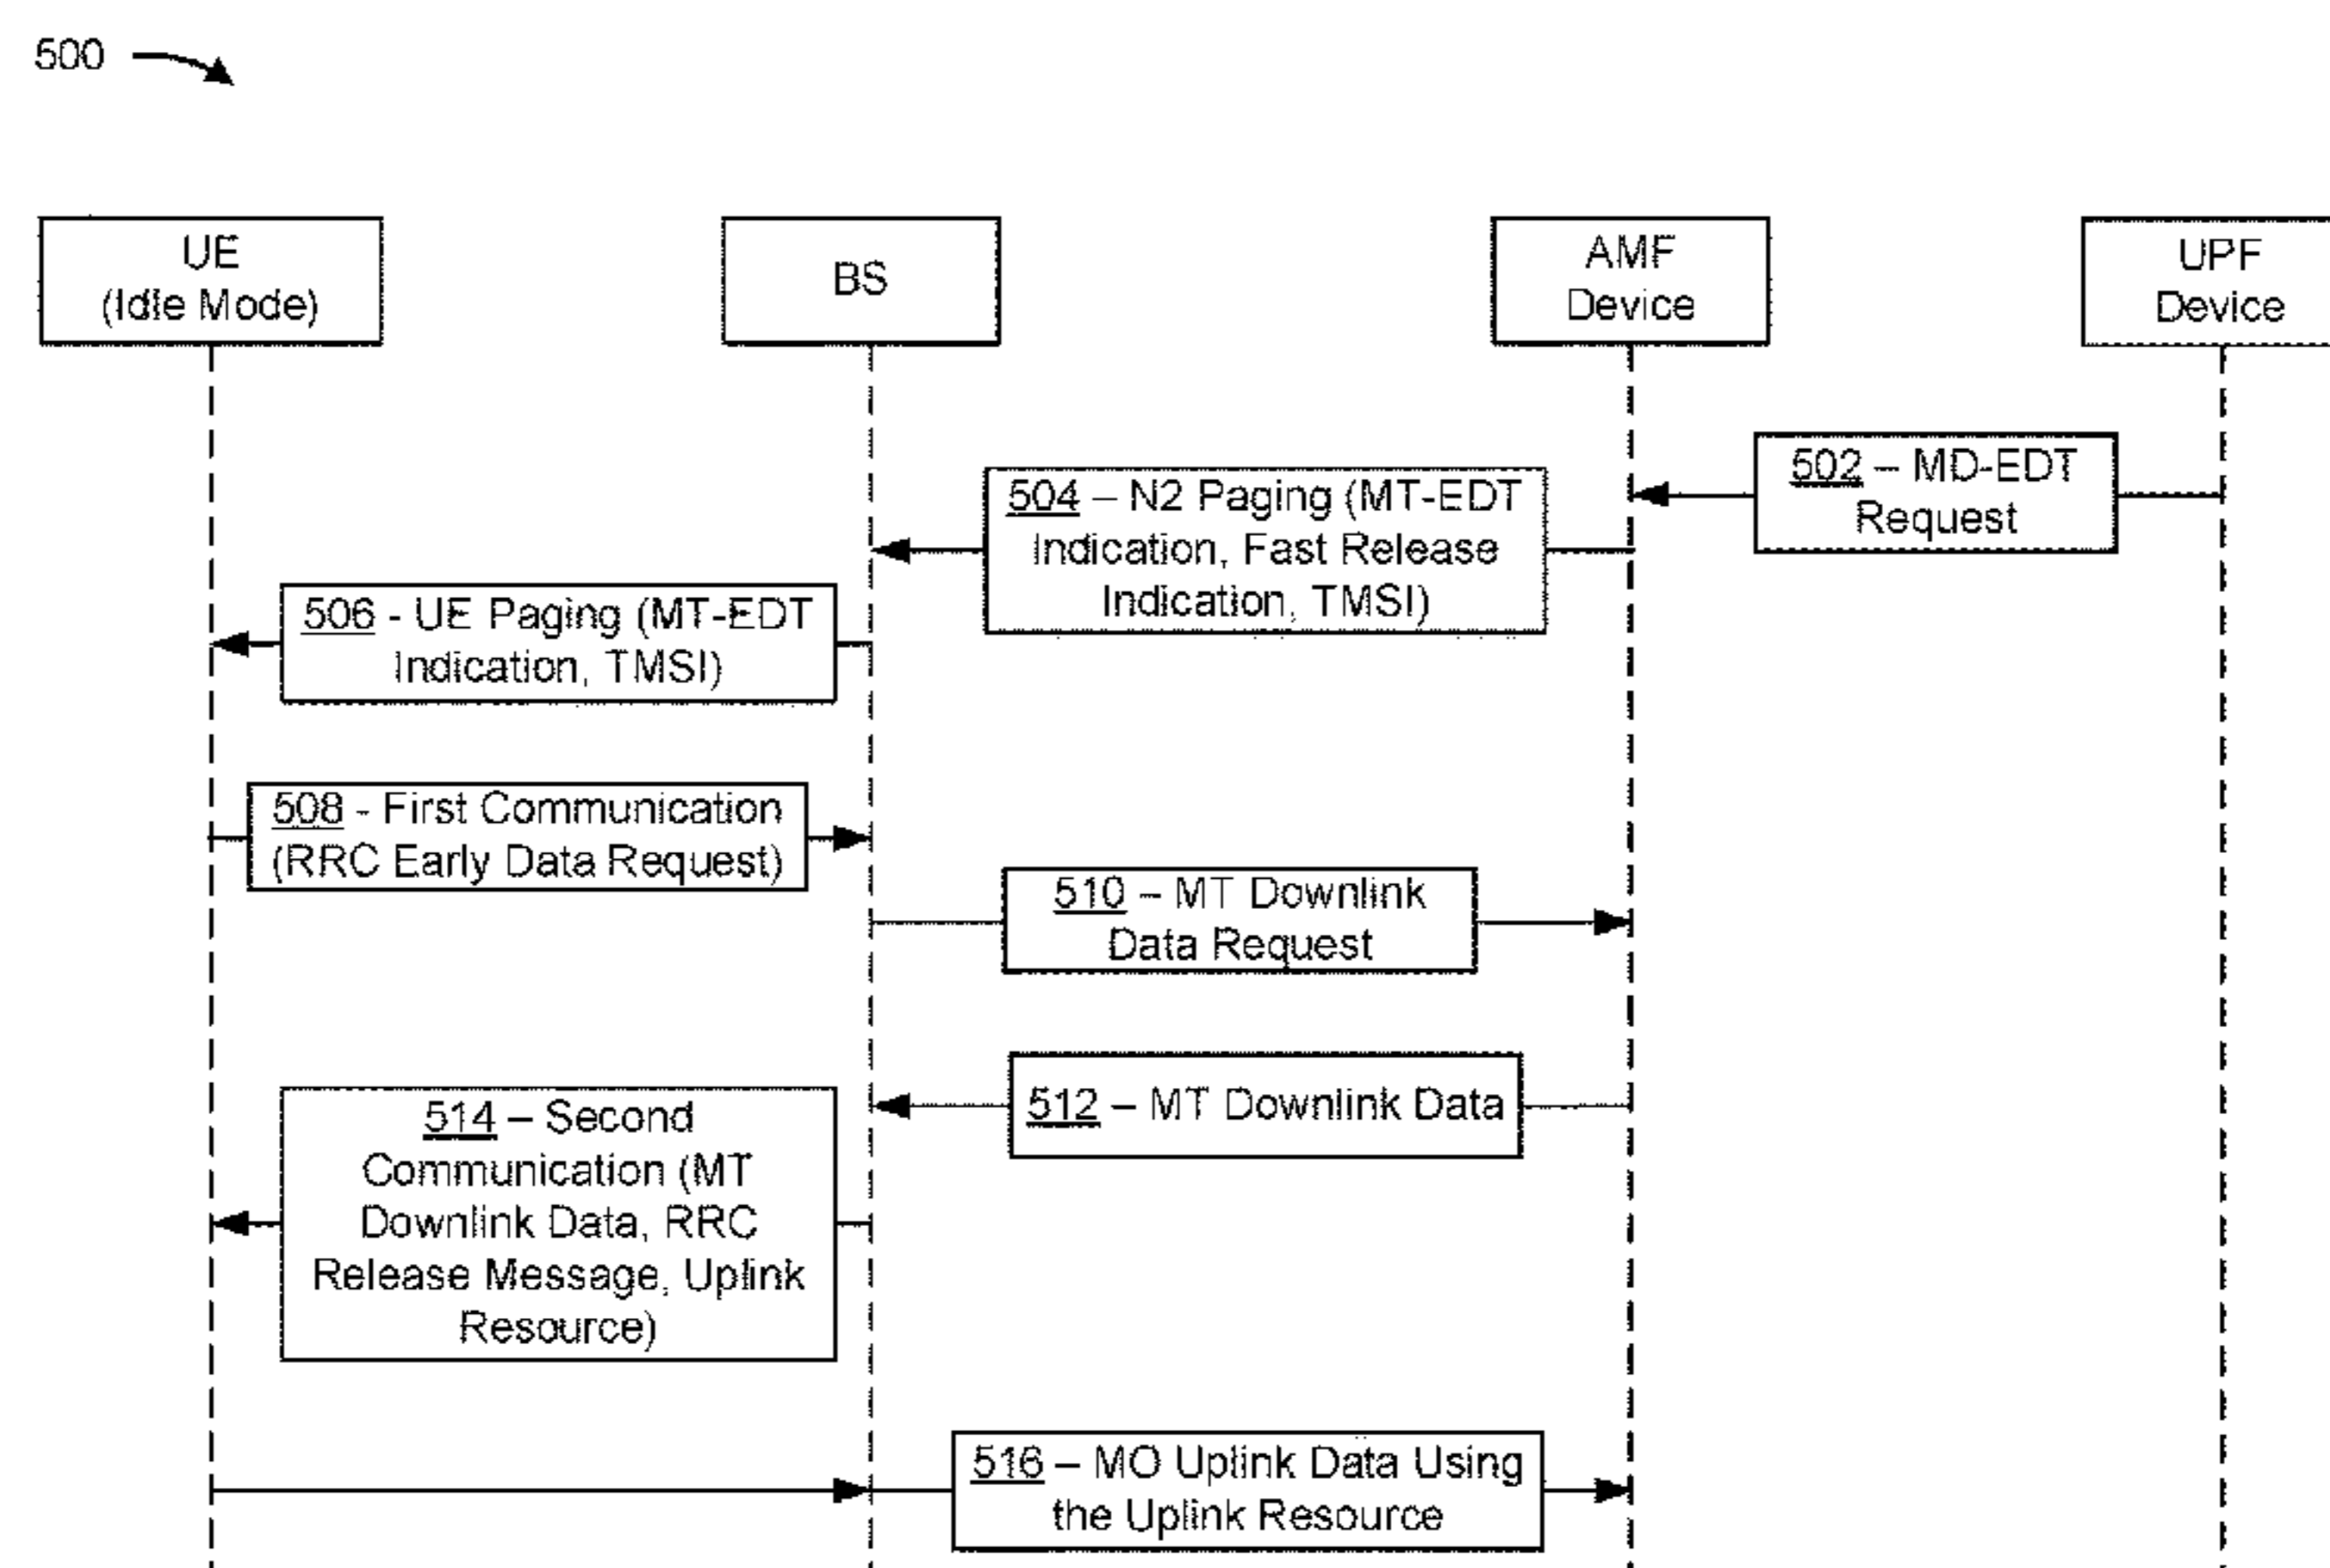 500
UE
(Idle Mode)
BS
AMF
Device
UPF
Device
502 – MD-EDT
Request
504 – N2 Paging (MT-EDT
Indication, Fast Release
Indication, TMSI)
506 - UE Paging (MT-EDT
Indication, TMSI)
508 - First Communication
(RRC Early Data Request)
510 – MT Downlink
Data Request
512 – MT Downlink Data
514 – Second
Communication (MT
Downlink Data, RRC
Release Message, Uplink
Resource)
516 – MO Uplink Data Using
the Uplink Resource